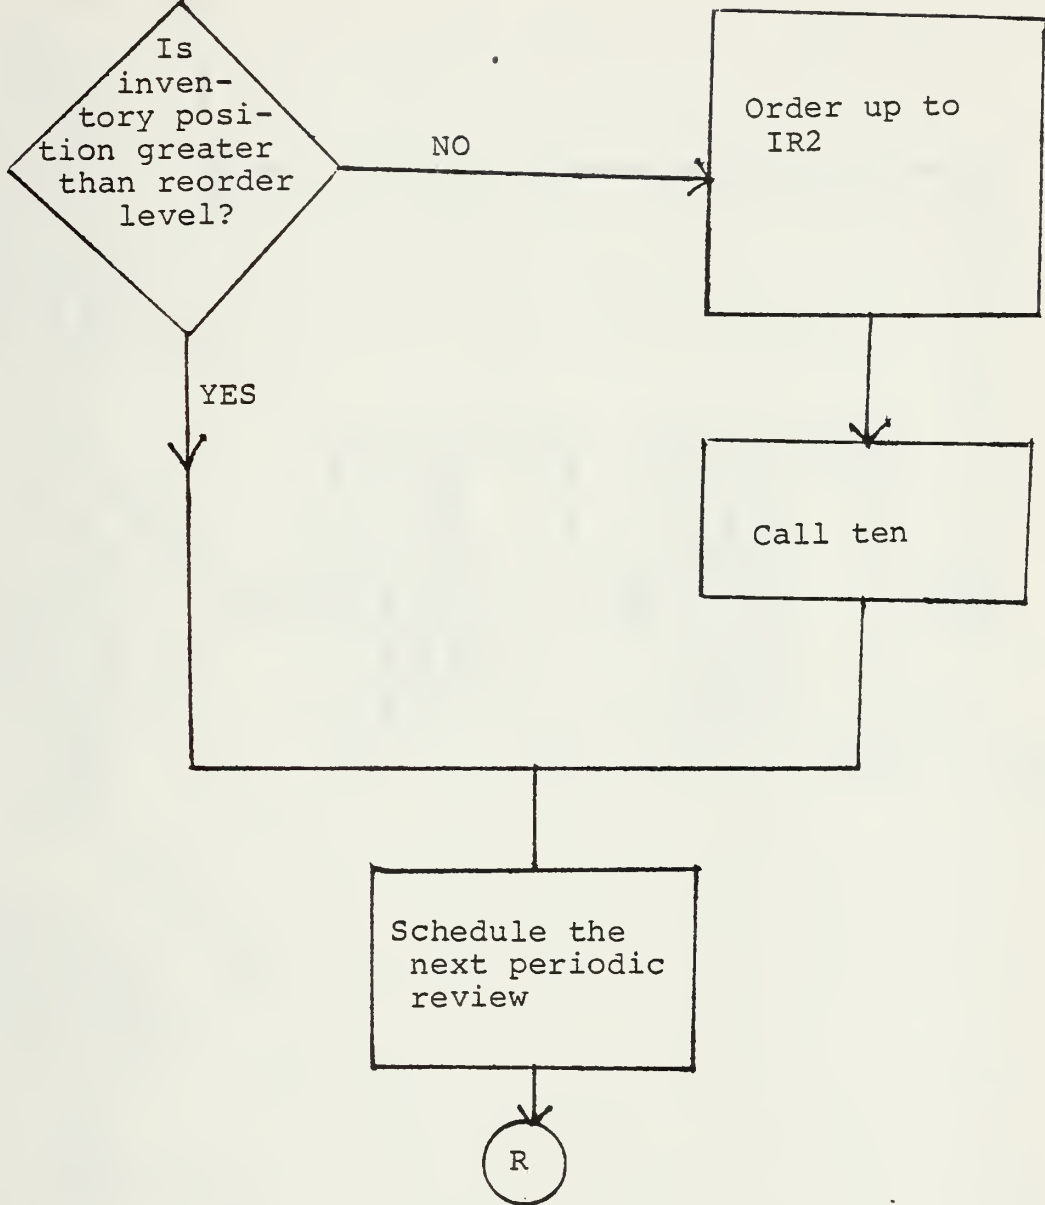 Is
inven-
tory posi-
tion greater
than reorder
level?
NO
Order up to
IR2
YES
Call ten
Schedule the
next periodic
review
R